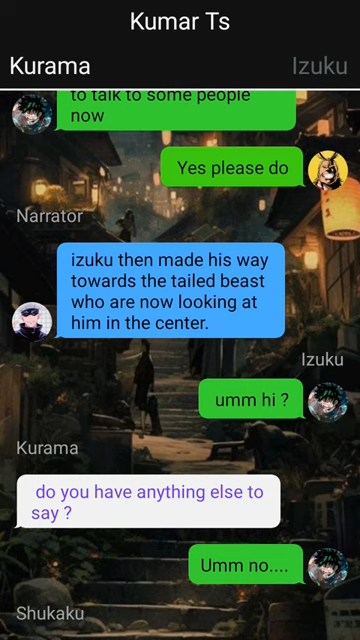 Kumar Ts
Kurama
Izuku
to talk to some people
now
Yes please do
Narrator
izuku then made his way
towards the tailed beast
who are now looking at
him in the center.
Izuku
umm hi ?
Kurama
do you have anything else to
say ?
Umm no....
Shukaku